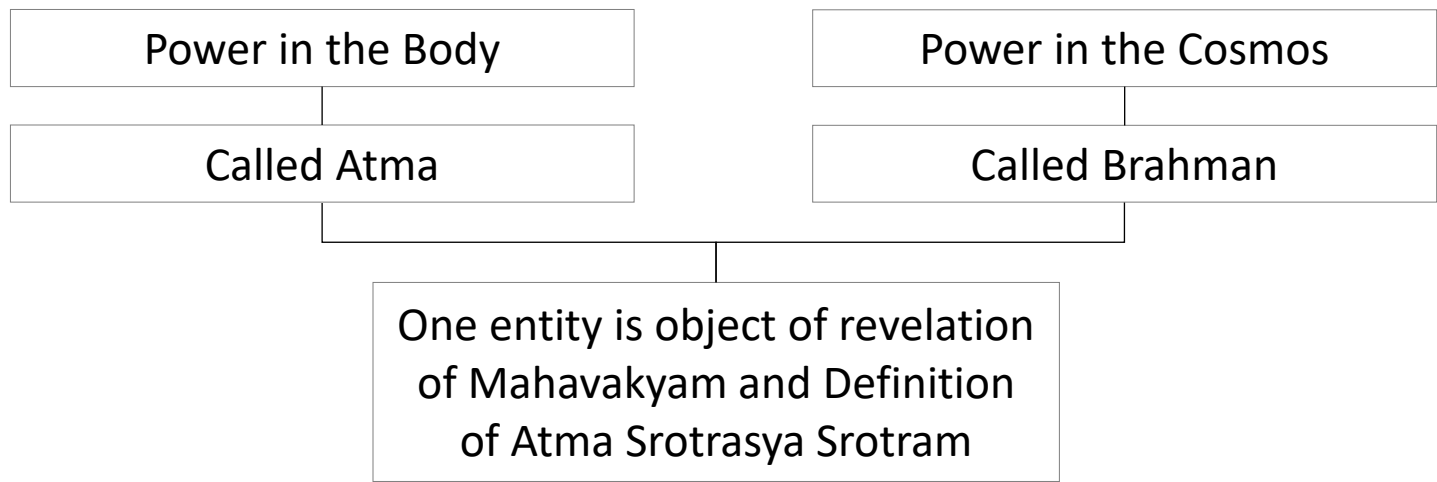 Power in the Body
Power in the Cosmos
Called Atma
Called Brahman
One entity is object of revelation
of Mahavakyam and Definition
of Atma Srotrasya Srotram